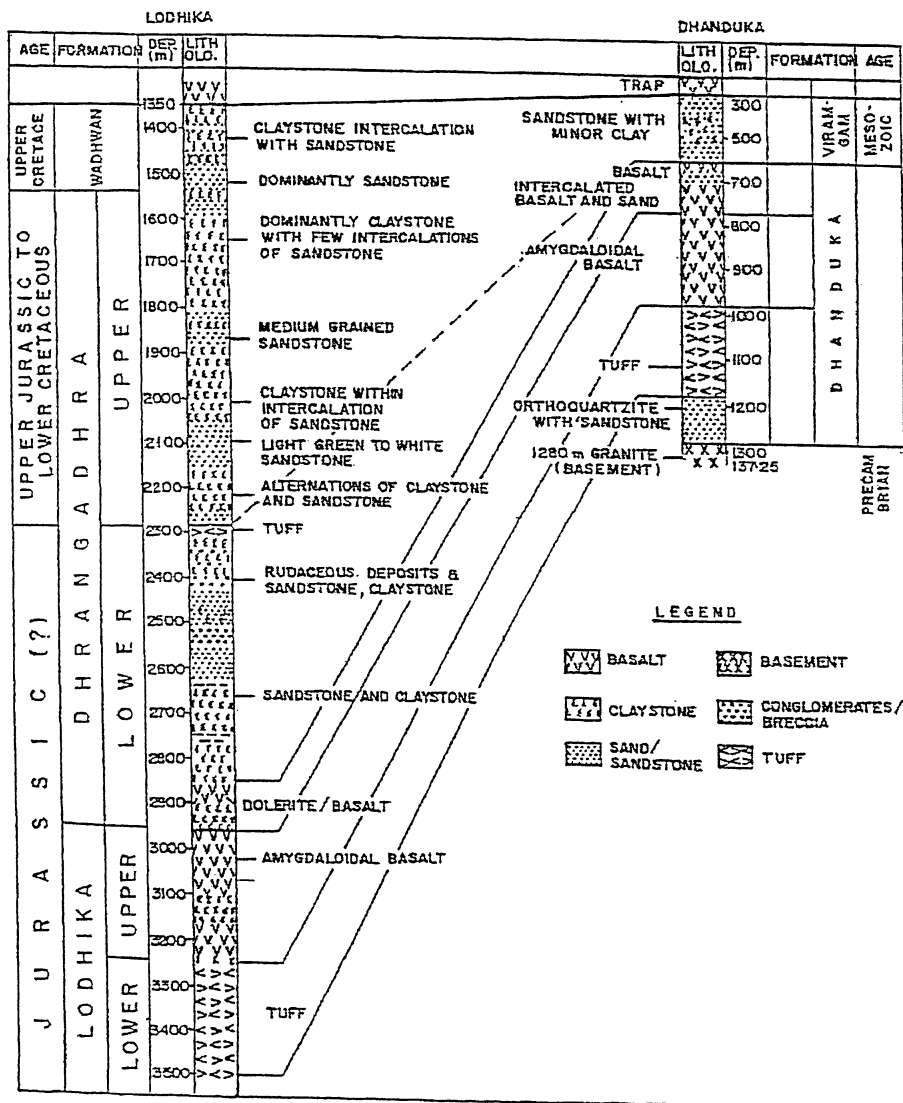 LODHIKA
AGE FORMATION DEP. (m) LITH OLO.
1350
1400
1500
1600
1700
1800
1900
2000
2100
2200
2300
2400
2500
2600
2700
2800
2900
3000
3100
3200
3300
3400
3500
UPPER CRETACE
UPPER JURASSIC TO LOWER CRETACEOUS
JURASSIC (?)
WADHWAN
DHRANGADHRA
UPPER
LOWER
LODHIKA
UPPER
LOWER
CLAYSTONE INTERCALATION
WITH SANDSTONE
DOMINANTLY SANDSTONE
DOMINANTLY CLAYSTONE
WITH FEW INTERCALATIONS
OF SANDSTONE
MEDIUM GRAINED
SANDSTONE
CLAYSTONE WITHIN
INTERCALATION
OF SANDSTONE
LIGHT GREEN TO WHITE
SANDSTONE
ALTERNATIONS OF CLAYSTONE
AND SANDSTONE
TUFF
RUDACEOUS. DEPOSITS &
SANDSTONE, CLAYSTONE
SANDSTONE AND CLAYSTONE
DOLERITE/BASALT
AMYGDALOIDAL BASALT
TUFF
DHANDUKA
LITH OLO. DEP. (m) FORMATION AGE
TRAP
SANDSTONE WITH
MINOR CLAY
BASALT
INTERCALATED
BASALT AND SAND
AMYGDALOIDAL
BASALT
TUFF
ORTHOQUARTZITE
WITH SANDSTONE
1280 m GRANITE
(BASEMENT)
300
500
700
800
900
1000
1100
1200
1300
137.25
VIRAMGAM
DHANDUKA
MESO-
ZOIC
PRECAM
BRIAN
LEGEND
BASALT
BASEMENT
CLAYSTONE
CONGLOMERATES/
BRECCIA
SAND/
SANDSTONE
TUFF